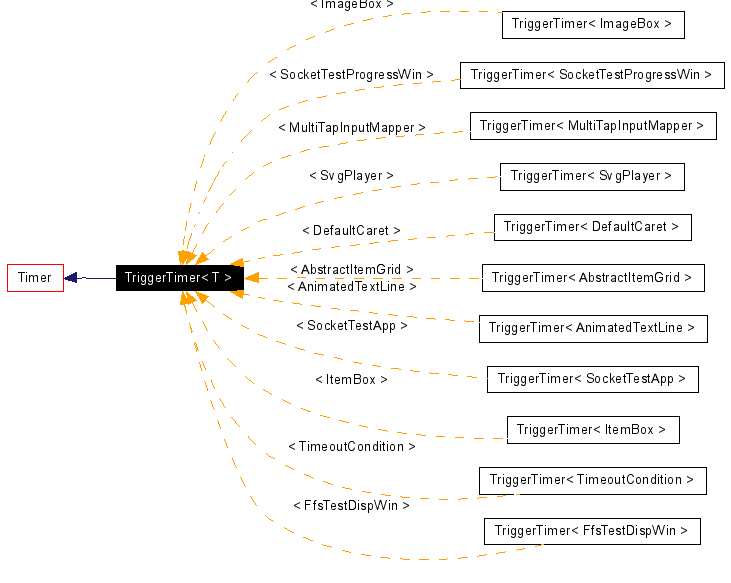 < ImageBox >
TriggerTimer< ImageBox >
< SocketTestProgressWin >
TriggerTimer< SocketTestProgressWin >
< MultiTapInputMapper >
TriggerTimer< MultiTapInputMapper >
< SvgPlayer >
TriggerTimer< SvgPlayer >
< DefaultCaret >
TriggerTimer< DefaultCaret >
Timer
TriggerTimer< T >
< AbstractItemGrid >
TriggerTimer< AbstractItemGrid >
< AnimatedTextLine >
TriggerTimer< AnimatedTextLine >
< SocketTestApp >
TriggerTimer< SocketTestApp >
< ItemBox >
TriggerTimer< ItemBox >
< TimeoutCondition >
TriggerTimer< TimeoutCondition >
< FfsTestDispWin >
TriggerTimer< FfsTestDispWin >